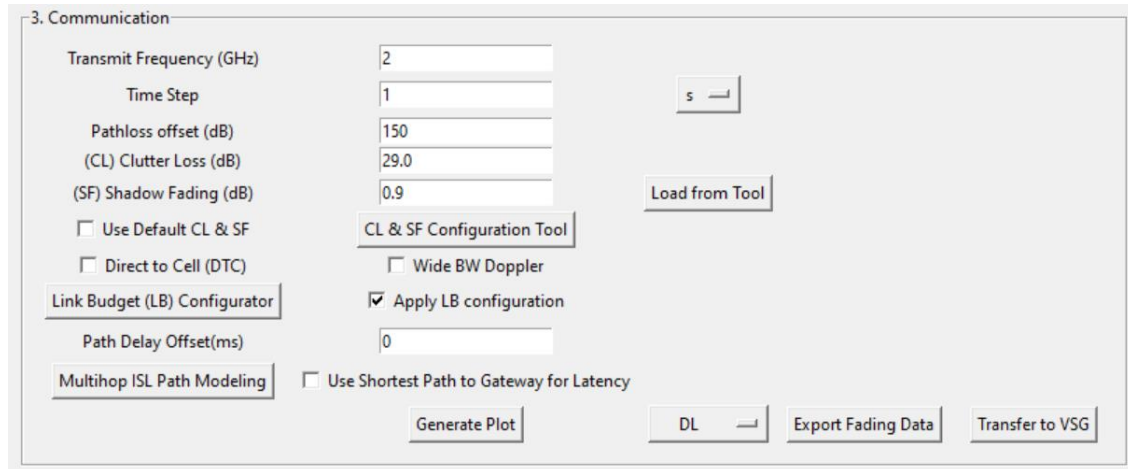 3. Communication
Transmit Frequency (GHz) 2
Time Step 1 s
Pathloss offset (dB) 150
(CL) Clutter Loss (dB) 29.0
(SF) Shadow Fading (dB) 0.9 Load from Tool
Use Default CL & SF CL & SF Configuration Tool
Direct to Cell (DTC) Wide BW Doppler
Link Budget (LB) Configurator Apply LB configuration
Path Delay Offset(ms) 0
Multihop ISL Path Modeling Use Shortest Path to Gateway for Latency
Generate Plot DL Export Fading Data Transfer to VSG